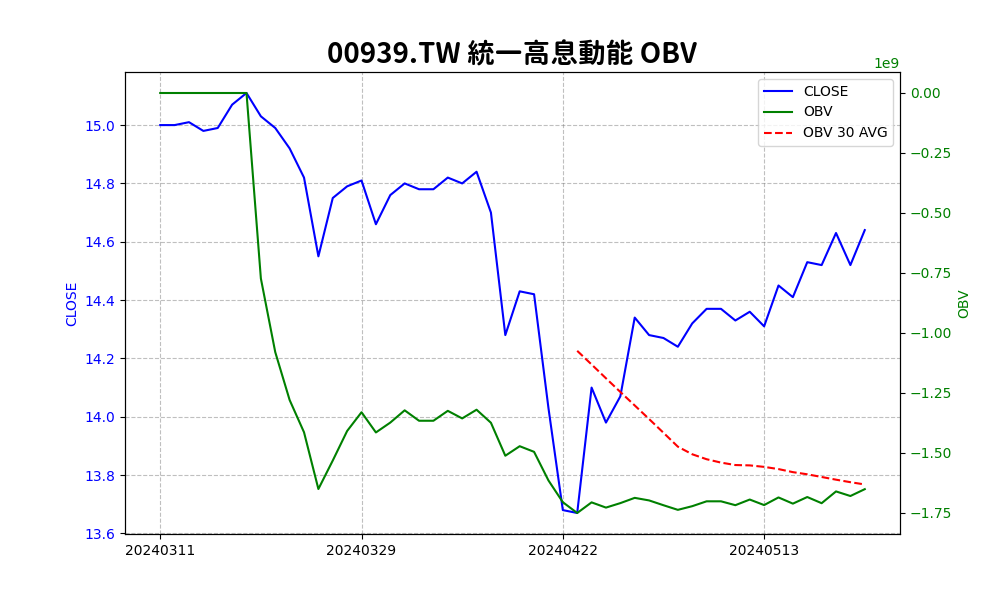 00939.TW 統一高息動能 OBV
1e9
CLOSE
OBV
OBV 30 AVG
15.0
14.8
14.6
14.4
14.2
14.0
13.8
13.6
CLOSE
0.00
−0.25
−0.50
−0.75
−1.00
−1.25
−1.50
−1.75
OBV
20240311
20240329
20240422
20240513